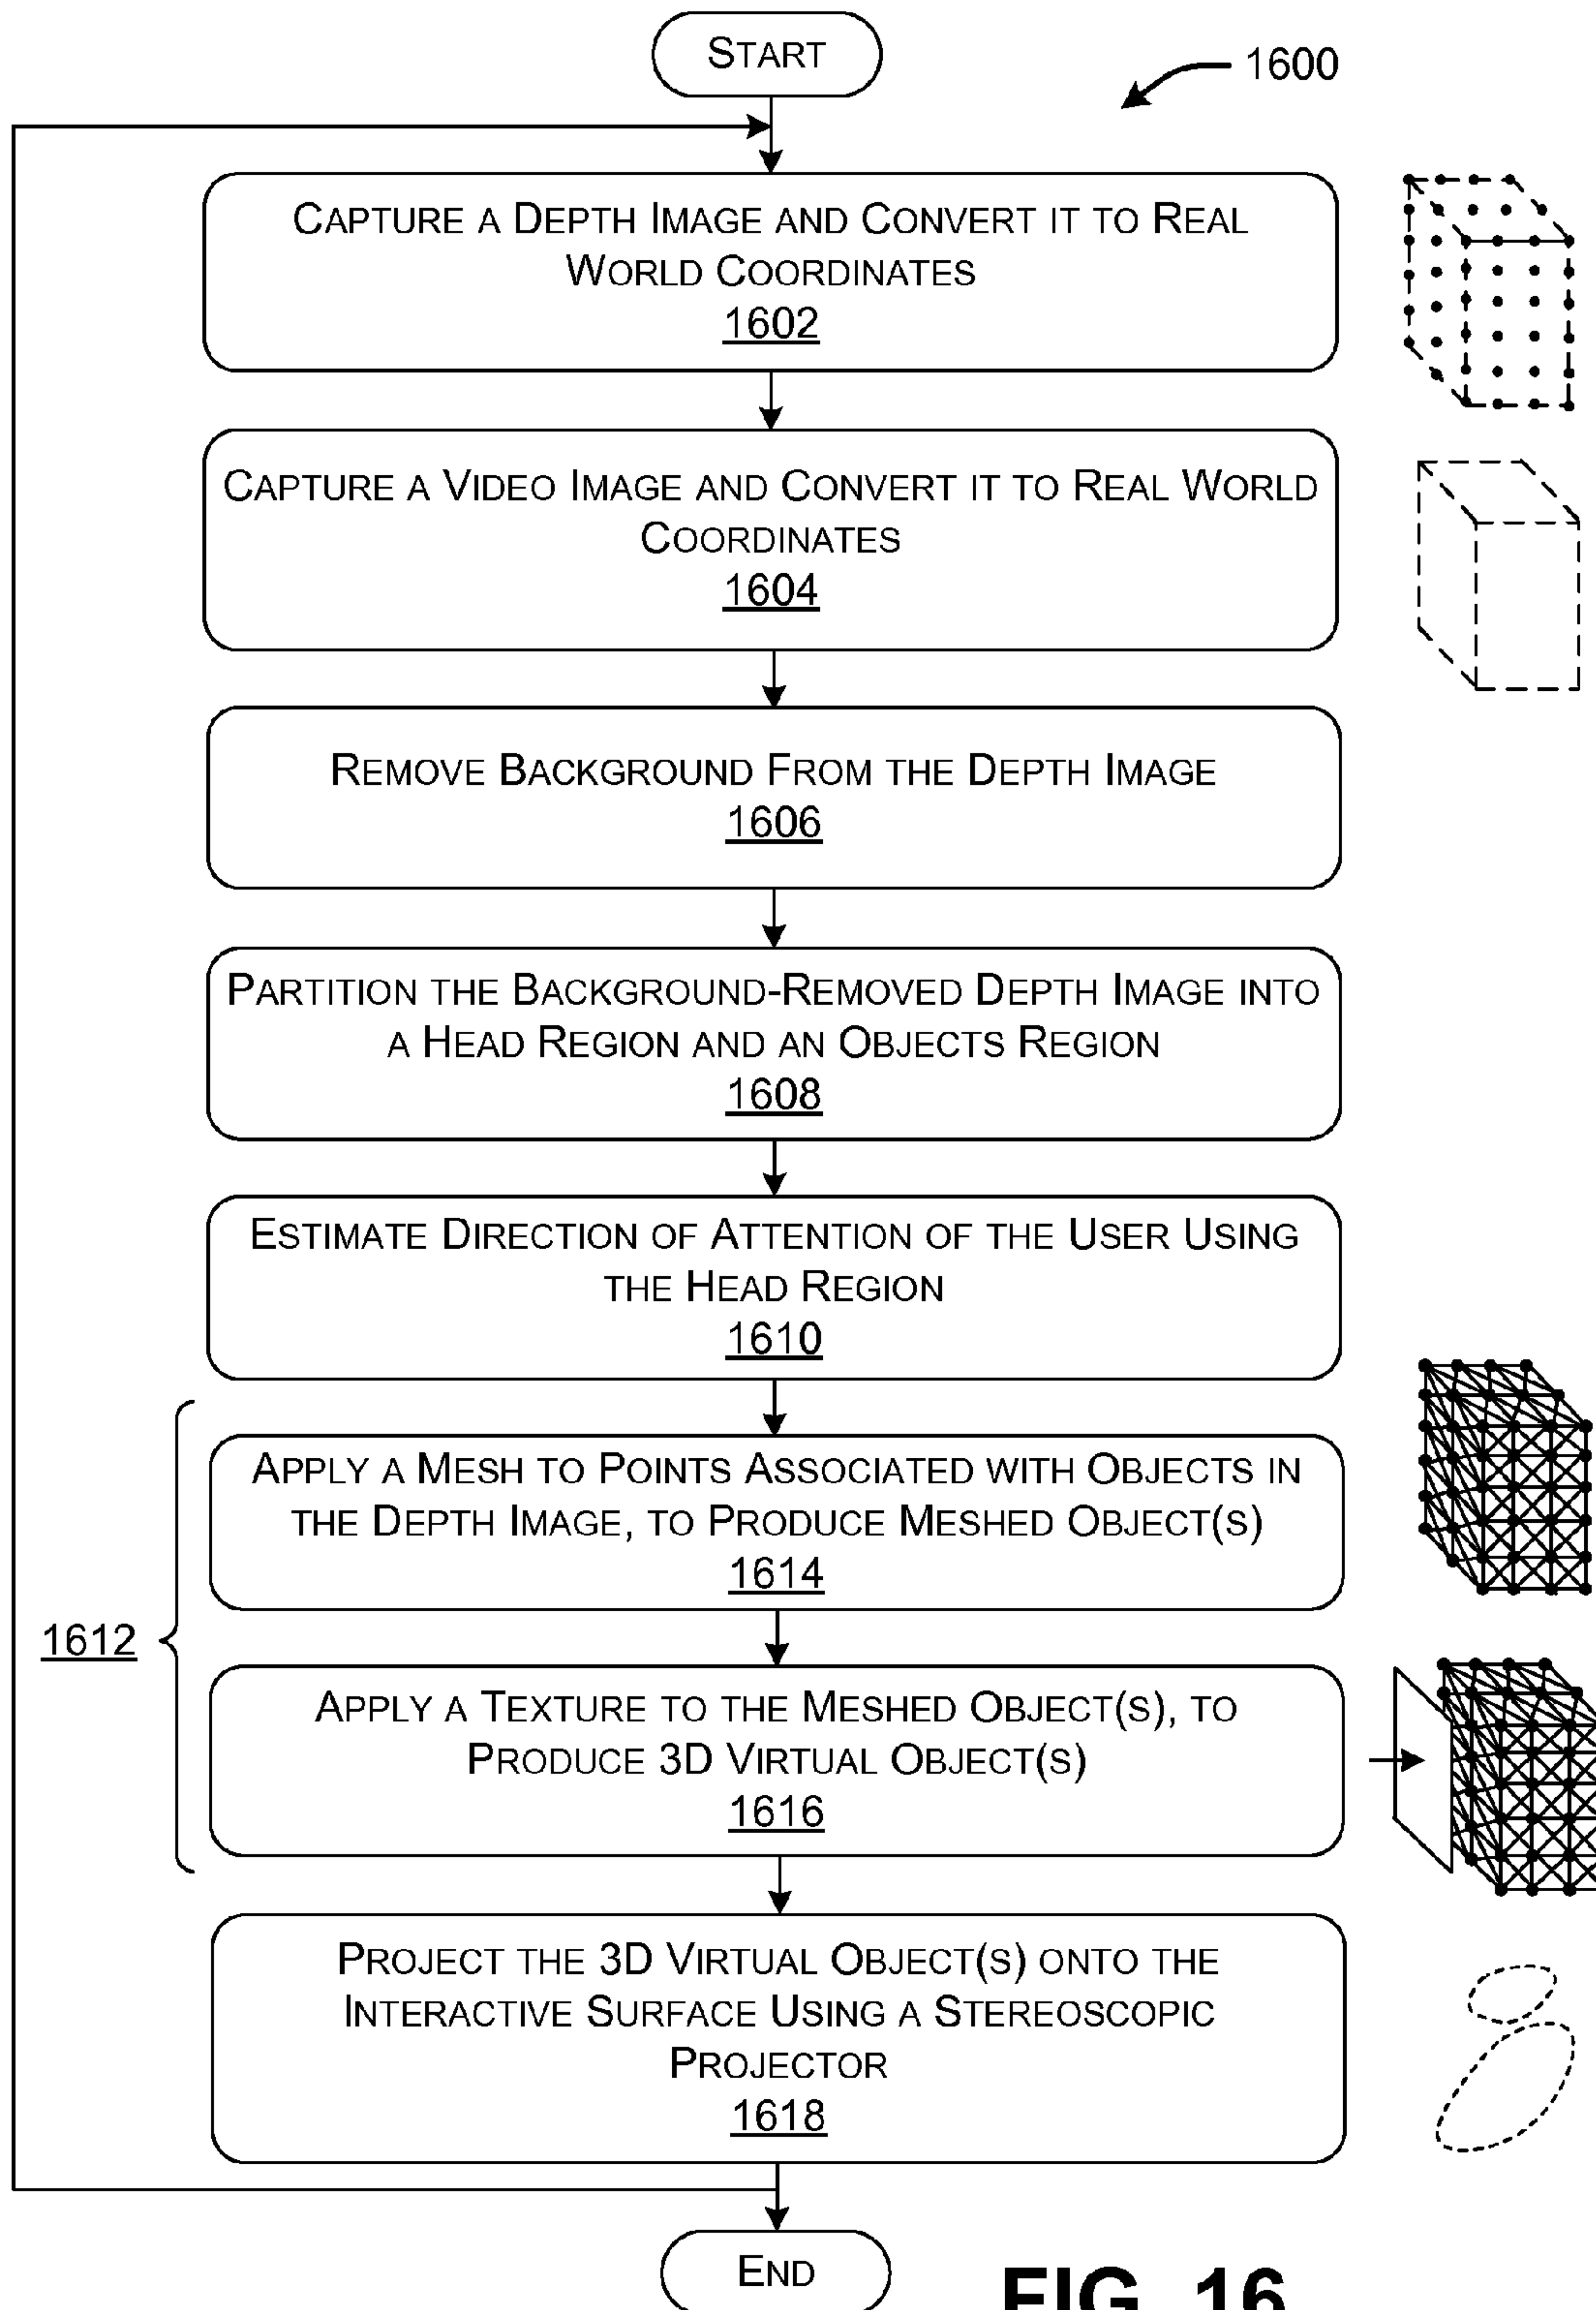 START
1600
CAPTURE A DEPTH IMAGE AND CONVERT IT TO REAL
WORLD COORDINATES
1602
CAPTURE A VIDEO IMAGE AND CONVERT IT TO REAL WORLD
COORDINATES
1604
REMOVE BACKGROUND FROM THE DEPTH IMAGE
1606
PARTITION THE BACKGROUND-REMOVED DEPTH IMAGE INTO
A HEAD REGION AND AN OBJECTS REGION
1608
ESTIMATE DIRECTION OF ATTENTION OF THE USER USING
THE HEAD REGION
1610
APPLY A MESH TO POINTS ASSOCIATED WITH OBJECTS IN
THE DEPTH IMAGE, TO PRODUCE MESHED OBJECT(S)
1614
1612
APPLY A TEXTURE TO THE MESHED OBJECT(S), TO
PRODUCE 3D VIRTUAL OBJECT(S)
1616
PROJECT THE 3D VIRTUAL OBJECT(S) ONTO THE
INTERACTIVE SURFACE USING A STEREOSCOPIC
PROJECTOR
1618
END
FIG. 16